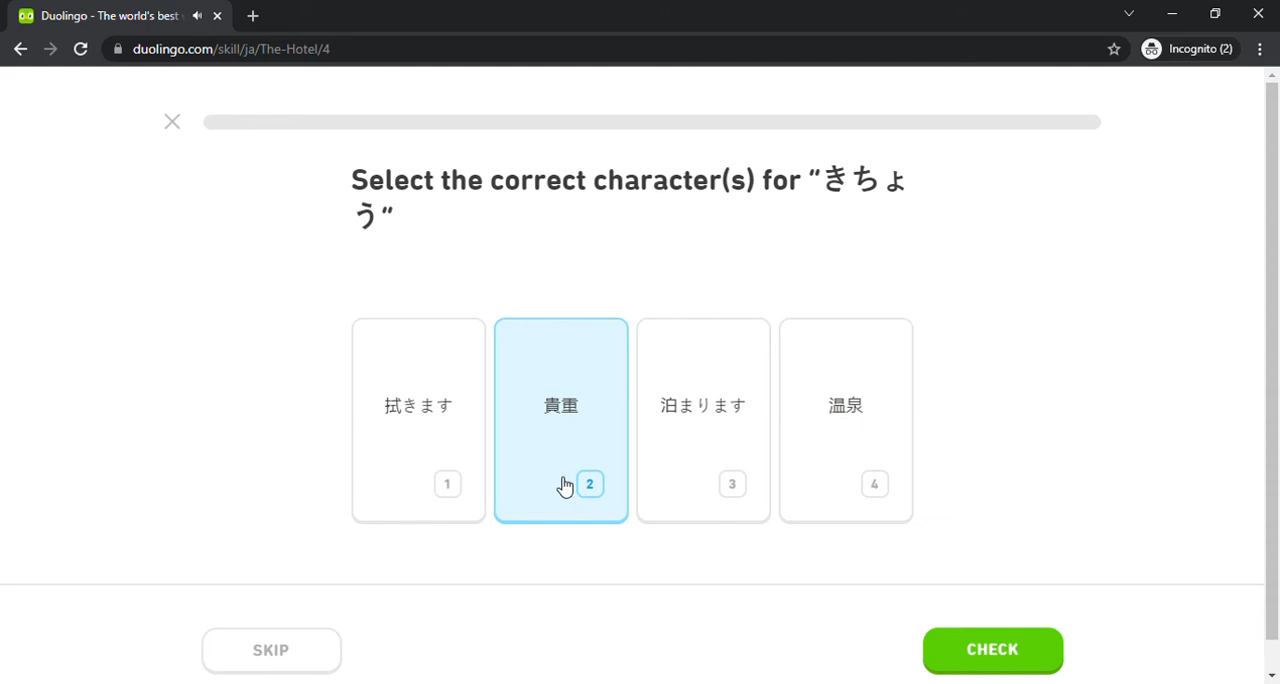 Duolingo - The world's best
duolingo.com/skill/ja/The-Hotel/4
Incognito (2)
Select the correct character(s) for "きちょ
う"
拭きます
貴重
泊まります
温泉
1
2
3
4
SKIP
CHECK